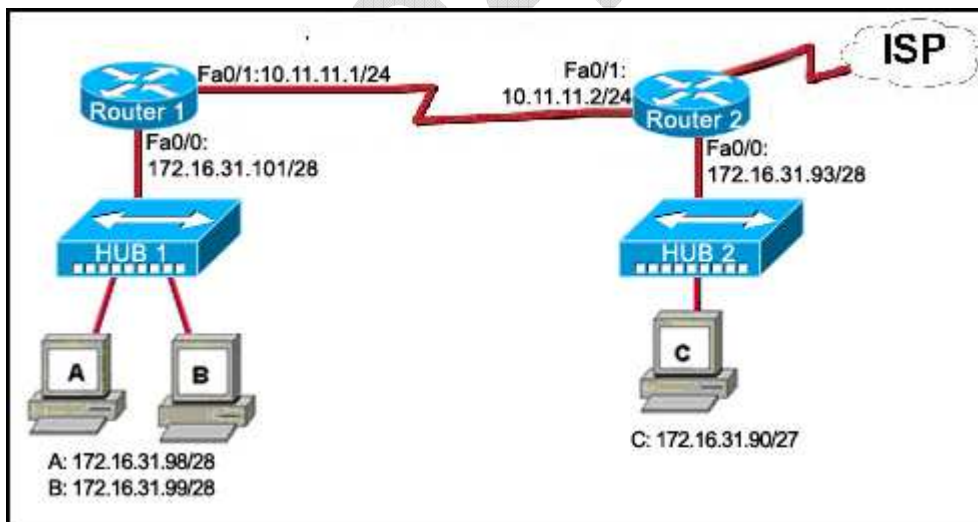 ISP
Fa0/1:10.11.11.1/24
Fa0/1:
10.11.11.2/24
Router 1
Router 2
Fa0/0:
172.16.31.101/28
Fa0/0:
172.16.31.93/28
HUB 1
HUB 2
A
B
C
C: 172.16.31.90/27
A: 172.16.31.98/28
B: 172.16.31.99/28